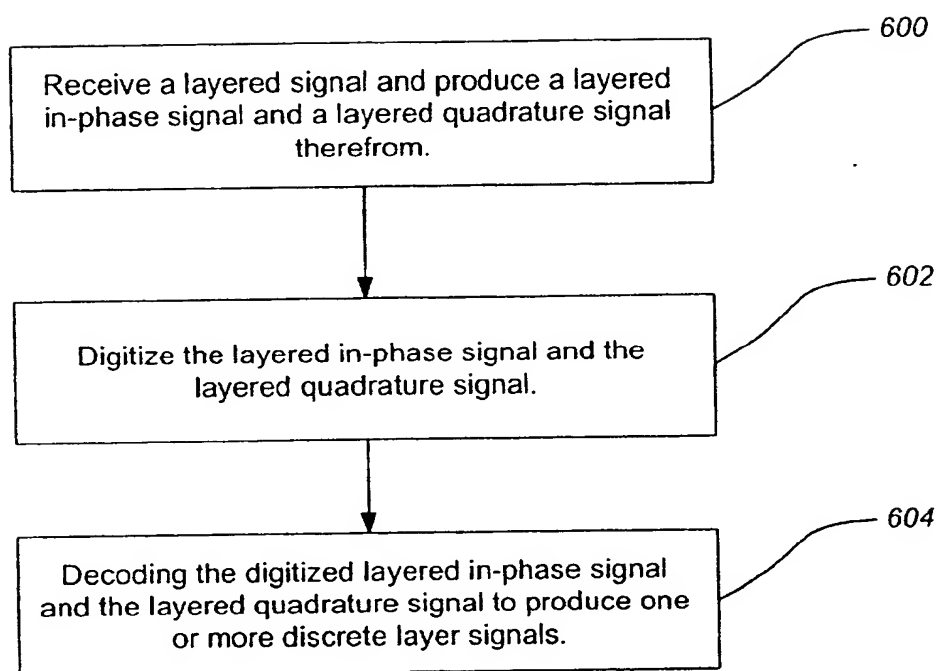 600
Receive a layered signal and produce a layered
in-phase signal and a layered quadrature signal
therefrom.
602
Digitize the layered in-phase signal and the
layered quadrature signal.
604
Decoding the digitized layered in-phase signal
and the layered quadrature signal to produce one
or more discrete layer signals.